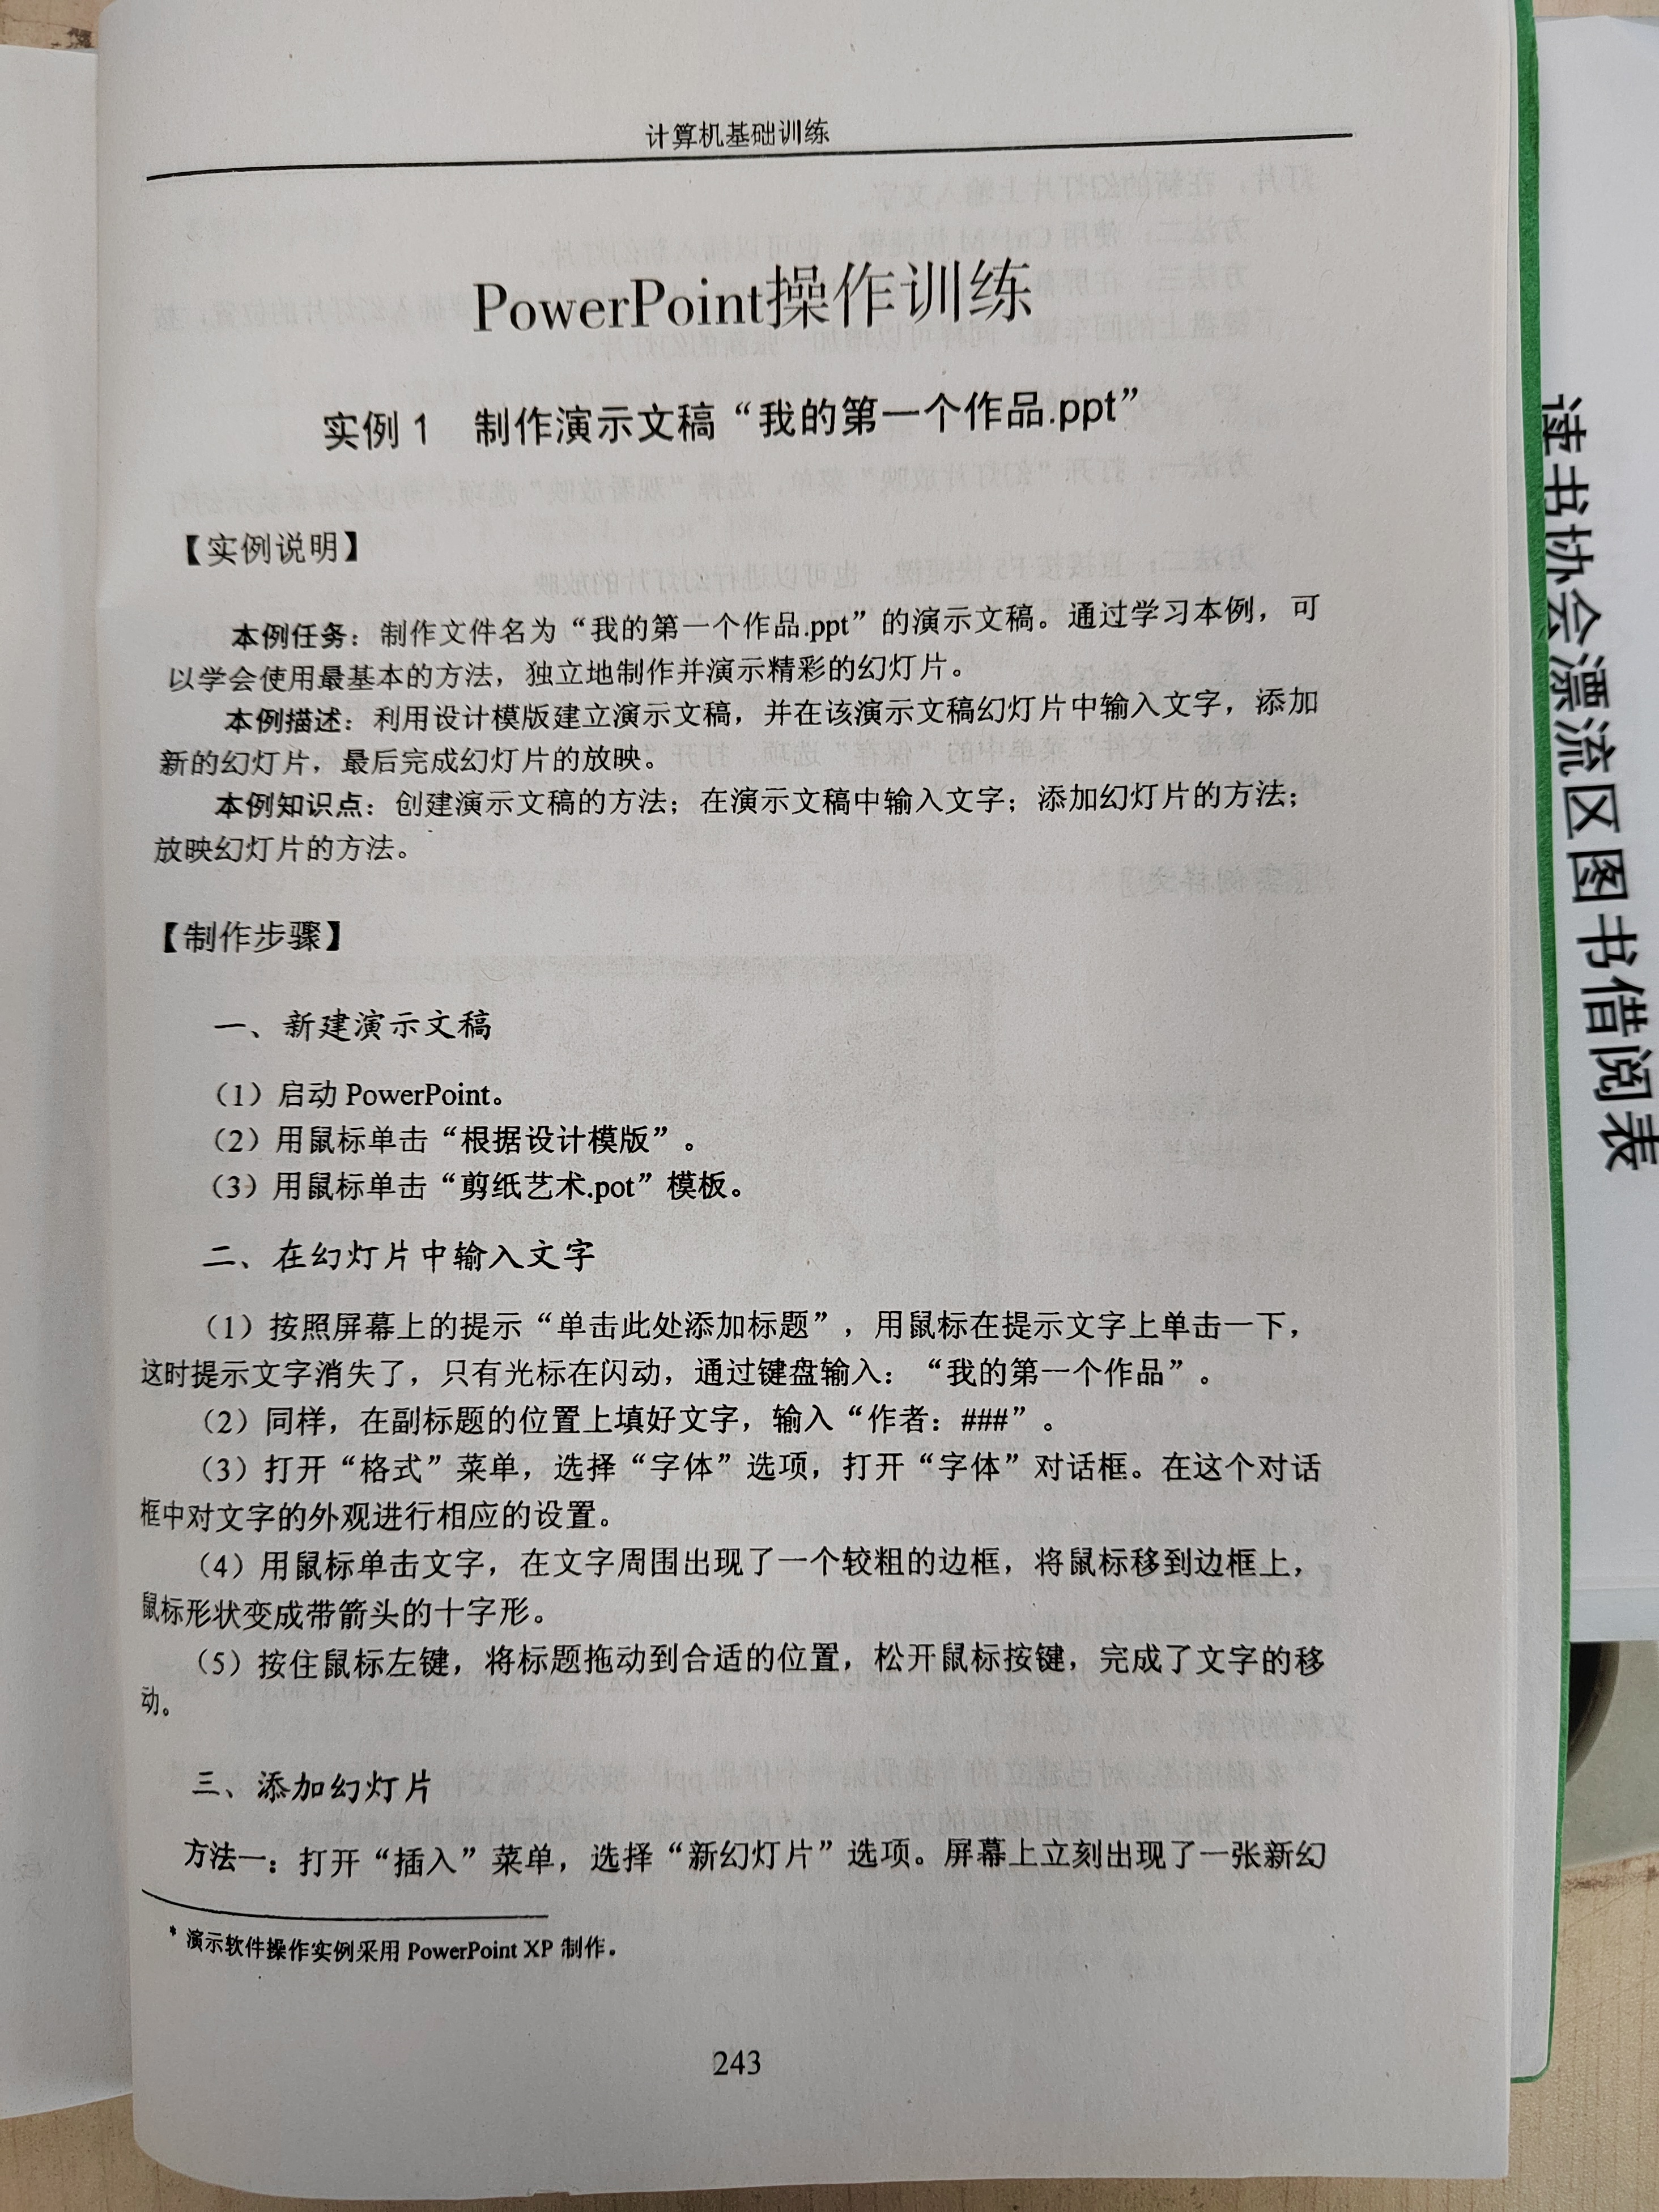 计算机基础训练
PowerPoint操作训练
实例 1 制作演示文稿“我的第一个作品.ppt”
【实例说明】
本例任务：制作文件名为“我的第一个作品.ppt”的演示文稿。通过学习本例，可
以学会使用最基本的方法，独立地制作并演示精彩的幻灯片。
本例描述：利用设计模版建立演示文稿，并在该演示文稿幻灯片中输入文字，添加
新的幻灯片，最后完成幻灯片的放映。
本例知识点：创建演示文稿的方法；在演示文稿中输入文字；添加幻灯片的方法；
放映幻灯片的方法。
【制作步骤】
一、新建演示文稿
（1）启动 PowerPoint。
（2）用鼠标单击“根据设计模版”。
（3）用鼠标单击“剪纸艺术.pot”模板。
二、在幻灯片中输入文字
（1）按照屏幕上的提示“单击此处添加标题”，用鼠标在提示文字上单击一下，
这时提示文字消失了，只有光标在闪动，通过键盘输入：“我的第一个作品”。
（2）同样，在副标题的位置上填好文字，输入“作者：###”。
（3）打开“格式”菜单，选择“字体”选项，打开“字体”对话框。在这个对话
框中对文字的外观进行相应的设置。
（4）用鼠标单击文字，在文字周围出现了一个较粗的边框，将鼠标移到边框上，
鼠标形状变成带箭头的十字形。
（5）按住鼠标左键，将标题拖动到合适的位置，松开鼠标按键，完成了文字的移
动。
三、添加幻灯片
方法一：打开“插入”菜单，选择“新幻灯片”选项。屏幕上立刻出现了一张新幻
* 演示软件操作实例采用 PowerPoint XP 制作。
243
读书协会漂流区图书借阅表